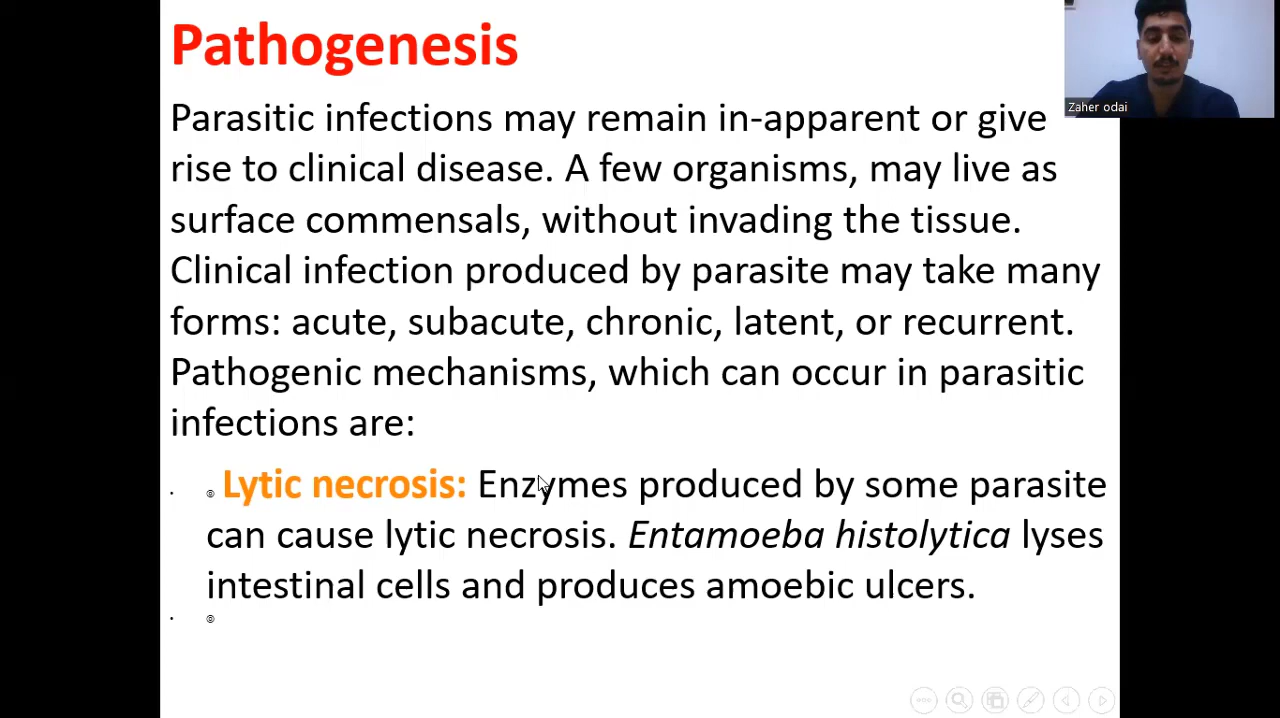 Pathogenesis
Zaher odai
Parasitic infections may remain in-apparent or give
rise to clinical disease. A few organisms, may live as
surface commensals, without invading the tissue.
Clinical infection produced by parasite may take many
forms: acute, subacute, chronic, latent, or recurrent.
Pathogenic mechanisms, which can occur in parasitic
infections are:
Lytic necrosis: Enzymes produced by some parasite
can cause lytic necrosis. Entamoeba histolytica lyses
intestinal cells and produces amoebic ulcers.